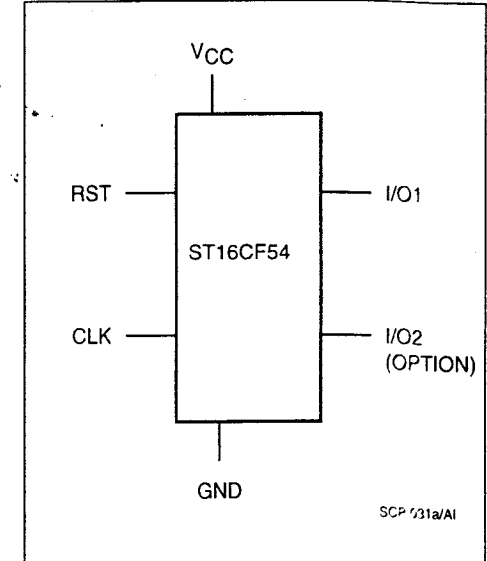 VCC
RST
I/O1
ST16CF54
CLK
I/O2
(OPTION)
GND